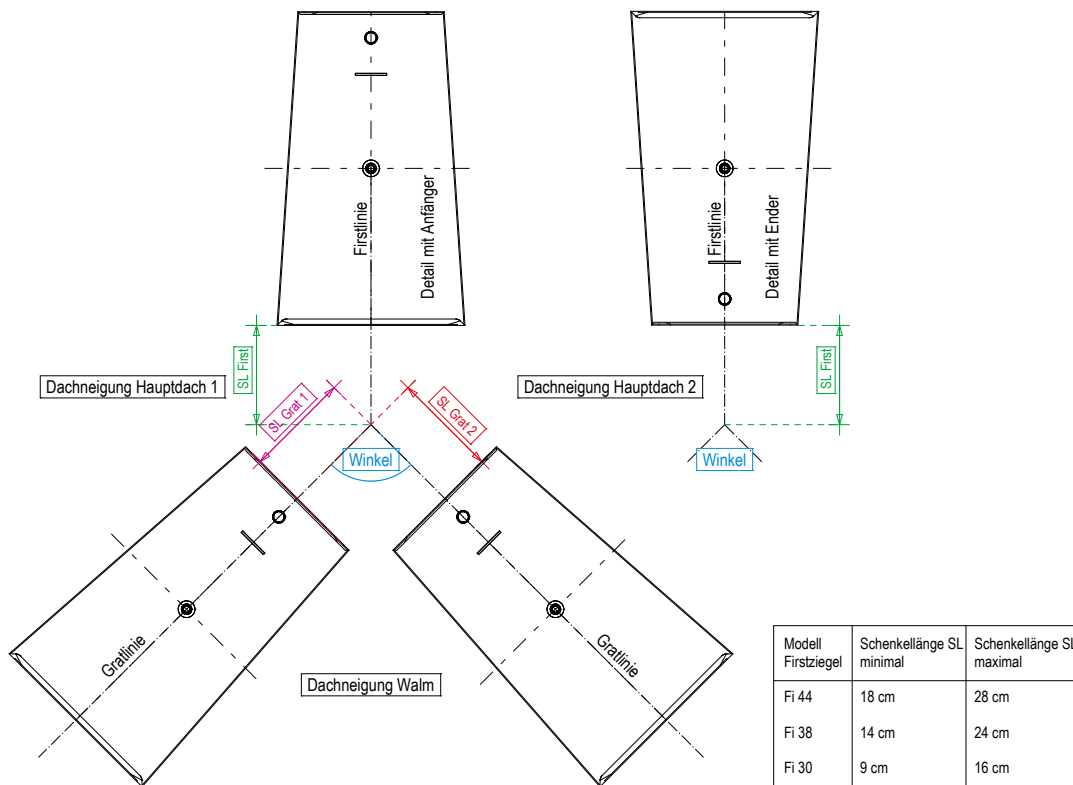 Firstlinie
Detail mit Anfänger
Firstlinie
Detail mit Ender
SL First
SL First
Dachneigung Hauptdach 1
SL Grat 1
SL Grat 2
Dachneigung Hauptdach 2
Winkel
Winkel
Gratlinie
Gratlinie
Dachneigung Walm
Modell Firstziegel | Schenkellänge SL minimal | Schenkellänge SL maximal
Fi 44 | 18 cm | 28 cm
Fi 38 | 14 cm | 24 cm
Fi 30 | 9 cm | 16 cm